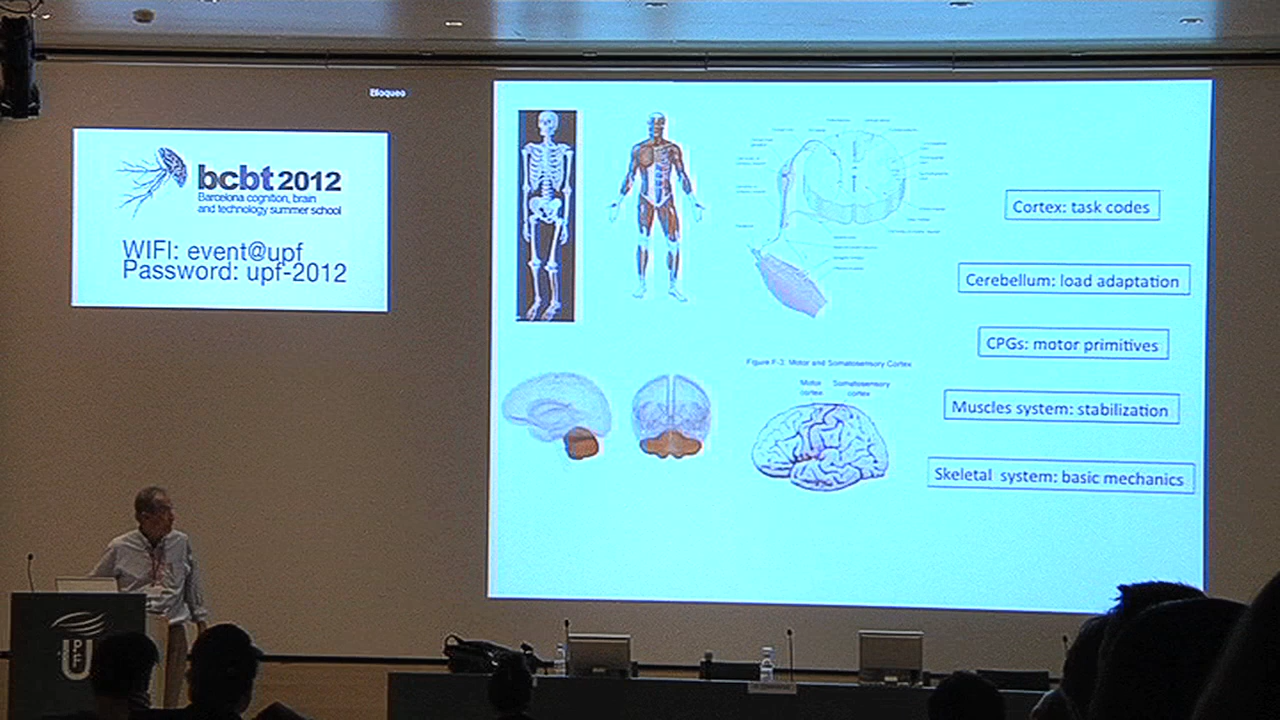 Bloqueo
bcbt 2012
Barcelona cognition, brain
and technology summer school
WIFI: event@upf
Password: upf-2012
Cortex: task codes
Cerebellum: load adaptation
CPGs: motor primitives
Muscles system: stabilization
Skeletal system: basic mechanics
Figure F-3. Motor and Somatosensory Cortex
Motor Somatosensory
cortex cortex
UPF